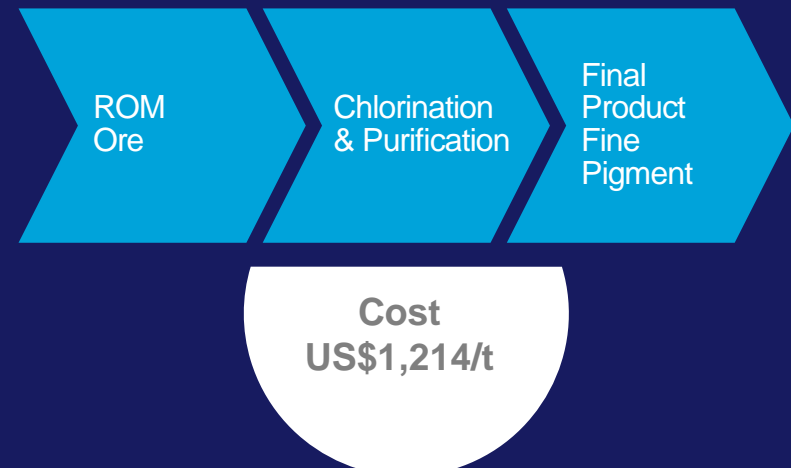 ROM
Ore
Chlorination
& Purification
Final
Product
Fine
Pigment
Cost
US$1,214/t